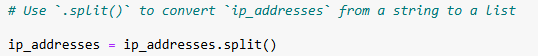 # Use `.split()` to convert `ip_addresses` from a string to a list
ip_addresses = ip_addresses.split()